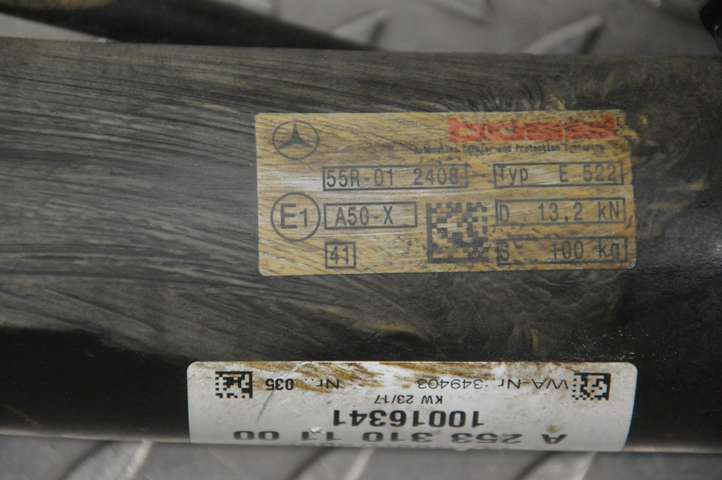 55R-01 2408 Typ E 522
E1 A50-X D 13,2 kN
41 S 100 kg
A 253 310 11 00
10016341
KW 23/17
VVA-Nr.:349403 Nr.: 035